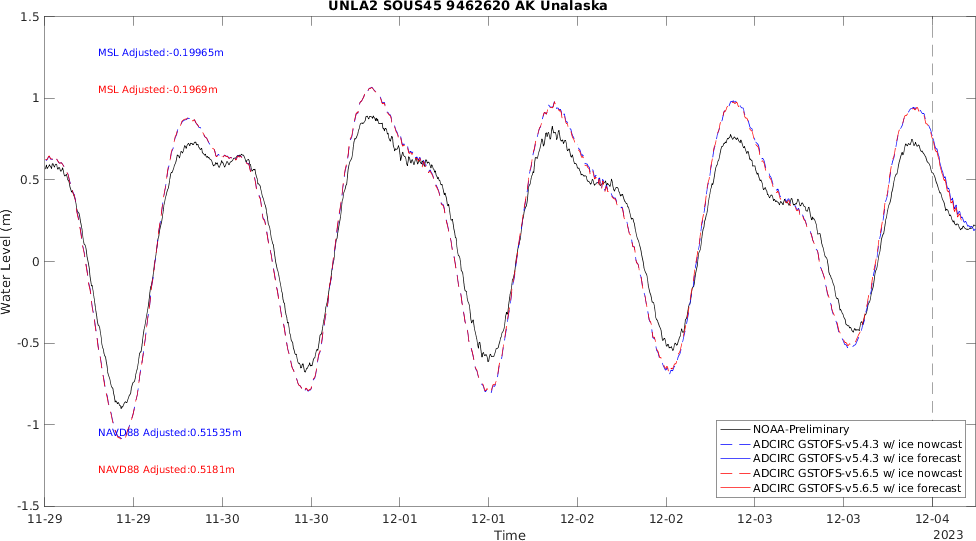 UNLA2 SOUS45 9462620 AK Unalaska
1.5
MSL Adjusted:-0.19965m
MSL Adjusted:-0.1969m
1
0.5
Water Level (m)
0
-0.5
-1
NAVD88 Adjusted:0.51535m
NAVD88 Adjusted:0.5181m
NOAA-Preliminary
ADCIRC GSTOFS-v5.4.3 w/ ice nowcast
ADCIRC GSTOFS-v5.4.3 w/ ice forecast
ADCIRC GSTOFS-v5.6.5 w/ ice nowcast
ADCIRC GSTOFS-v5.6.5 w/ ice forecast
-1.5
11-29 11-29 11-30 11-30 12-01 12-01 12-02 12-02 12-03 12-03 12-04
Time
2023